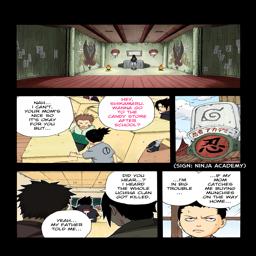 HEY,
SHIKAMARU.
WANNA GO
TO THE
CANDY STORE
AFTER
SCHOOL?
NAH...
I CAN'T.
YOUR MOM'S
NICE SO
IT'S OKAY
FOR YOU
BUT...
忍
(SIGN: NINJA ACADEMY)
...IF MY
MOM
CATCHES
ME BUYING
MUNCHIES
ON THE WAY
HOME...
...I'M
IN BIG
TROUBLE
...
DID YOU
HEAR...?
I HEARD
THE WHOLE
UCHIHA CLAN
GOT KILLED.
YEAH...
MY FATHER
TOLD ME...